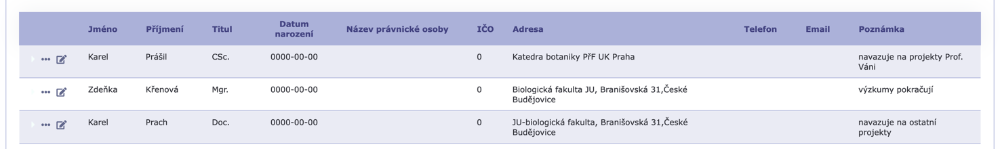 Jméno Příjmení Titul Datum narození Název právnické osoby IČO Adresa Telefon Email Poznámka
Karel Prášil CSc. 0000-00-00 0 Katedra botaniky PřF UK Praha navazuje na projekty Prof. Váni
Zdeňka Křenová Mgr. 0000-00-00 0 Biologická fakulta JU, Branišovská 31,České Budějovice výzkumy pokračují
Karel Prach Doc. 0000-00-00 0 JU-biologická fakulta, Branišovská 31,České Budějovice navazuje na ostatní projekty